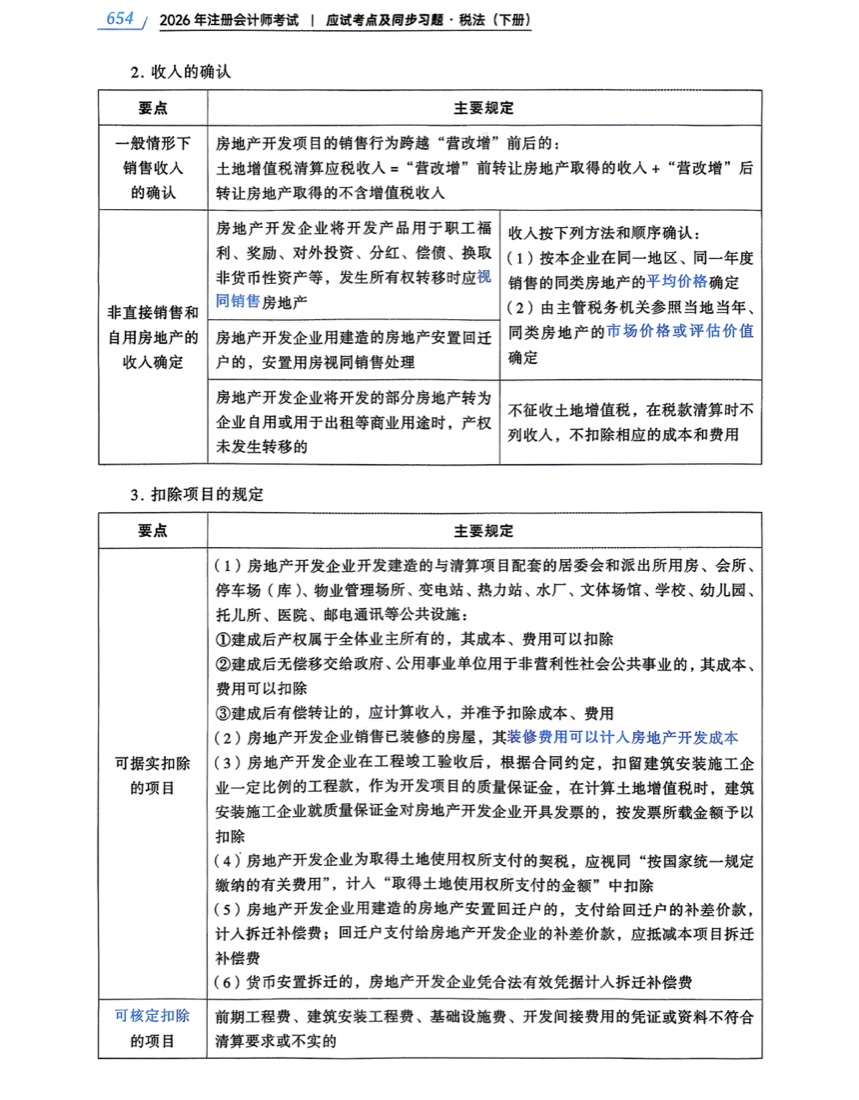 654
2026 年注册会计师考试 | 应试考点及同步习题 · 税法（下册）
2. 收入的确认
要点
主要规定
一般情形下
销售收入
的确认
房地产开发项目的销售行为跨越“营改增”前后的：
土地增值税清算应税收入 = “营改增”前转让房地产取得的收入 + “营改增”后
转让房地产取得的不含增值税收入
非直接销售和
自用房地产的
收入确定
房地产开发企业将开发产品用于职工福
利、奖励、对外投资、分红、偿债、换取
非货币性资产等，发生所有权转移时应视
同销售房地产
房地产开发企业用建造的房地产安置回迁
户的，安置用房视同销售处理
收入按下列方法和顺序确认：
（1）按本企业在同一地区、同一年度
销售的同类房地产的平均价格确定
（2）由主管税务机关参照当地当年、
同类房地产的市场价格或评估价值
确定
房地产开发企业将开发的部分房地产转为
企业自用或用于出租等商业用途时，产权
未发生转移的
不征收土地增值税，在税款清算时不
列收入，不扣除相应的成本和费用
3. 扣除项目的规定
要点
主要规定
可据实扣除
的项目
（1）房地产开发企业开发建造的与清算项目配套的居委会和派出所用房、会所、
停车场（库）、物业管理场所、变电站、热力站、水厂、文体场馆、学校、幼儿园、
托儿所、医院、邮电通讯等公共设施：
①建成后产权属于全体业主所有的，其成本、费用可以扣除
②建成后无偿移交给政府、公用事业单位用于非营利性社会公共事业的，其成本、
费用可以扣除
③建成后有偿转让的，应计算收入，并准予扣除成本、费用
（2）房地产开发企业销售已装修的房屋，其装修费用可以计入房地产开发成本
（3）房地产开发企业在工程竣工验收后，根据合同约定，扣留建筑安装施工企
业一定比例的工程款，作为开发项目的质量保证金，在计算土地增值税时，建筑
安装施工企业就质量保证金对房地产开发企业开具发票的，按发票所载金额予以
扣除
（4）房地产开发企业为取得土地使用权所支付的契税，应视同“按国家统一规定
缴纳的有关费用”，计入“取得土地使用权所支付的金额”中扣除
（5）房地产开发企业用建造的房地产安置回迁户的，支付给回迁户的补差价款，
计入拆迁补偿费；回迁户支付给房地产开发企业的补差价款，应抵减本项目拆迁
补偿费
（6）货币安置拆迁的，房地产开发企业凭合法有效凭据计入拆迁补偿费
可核定扣除
的项目
前期工程费、建筑安装工程费、基础设施费、开发间接费用的凭证或资料不符合
清算要求或不实的